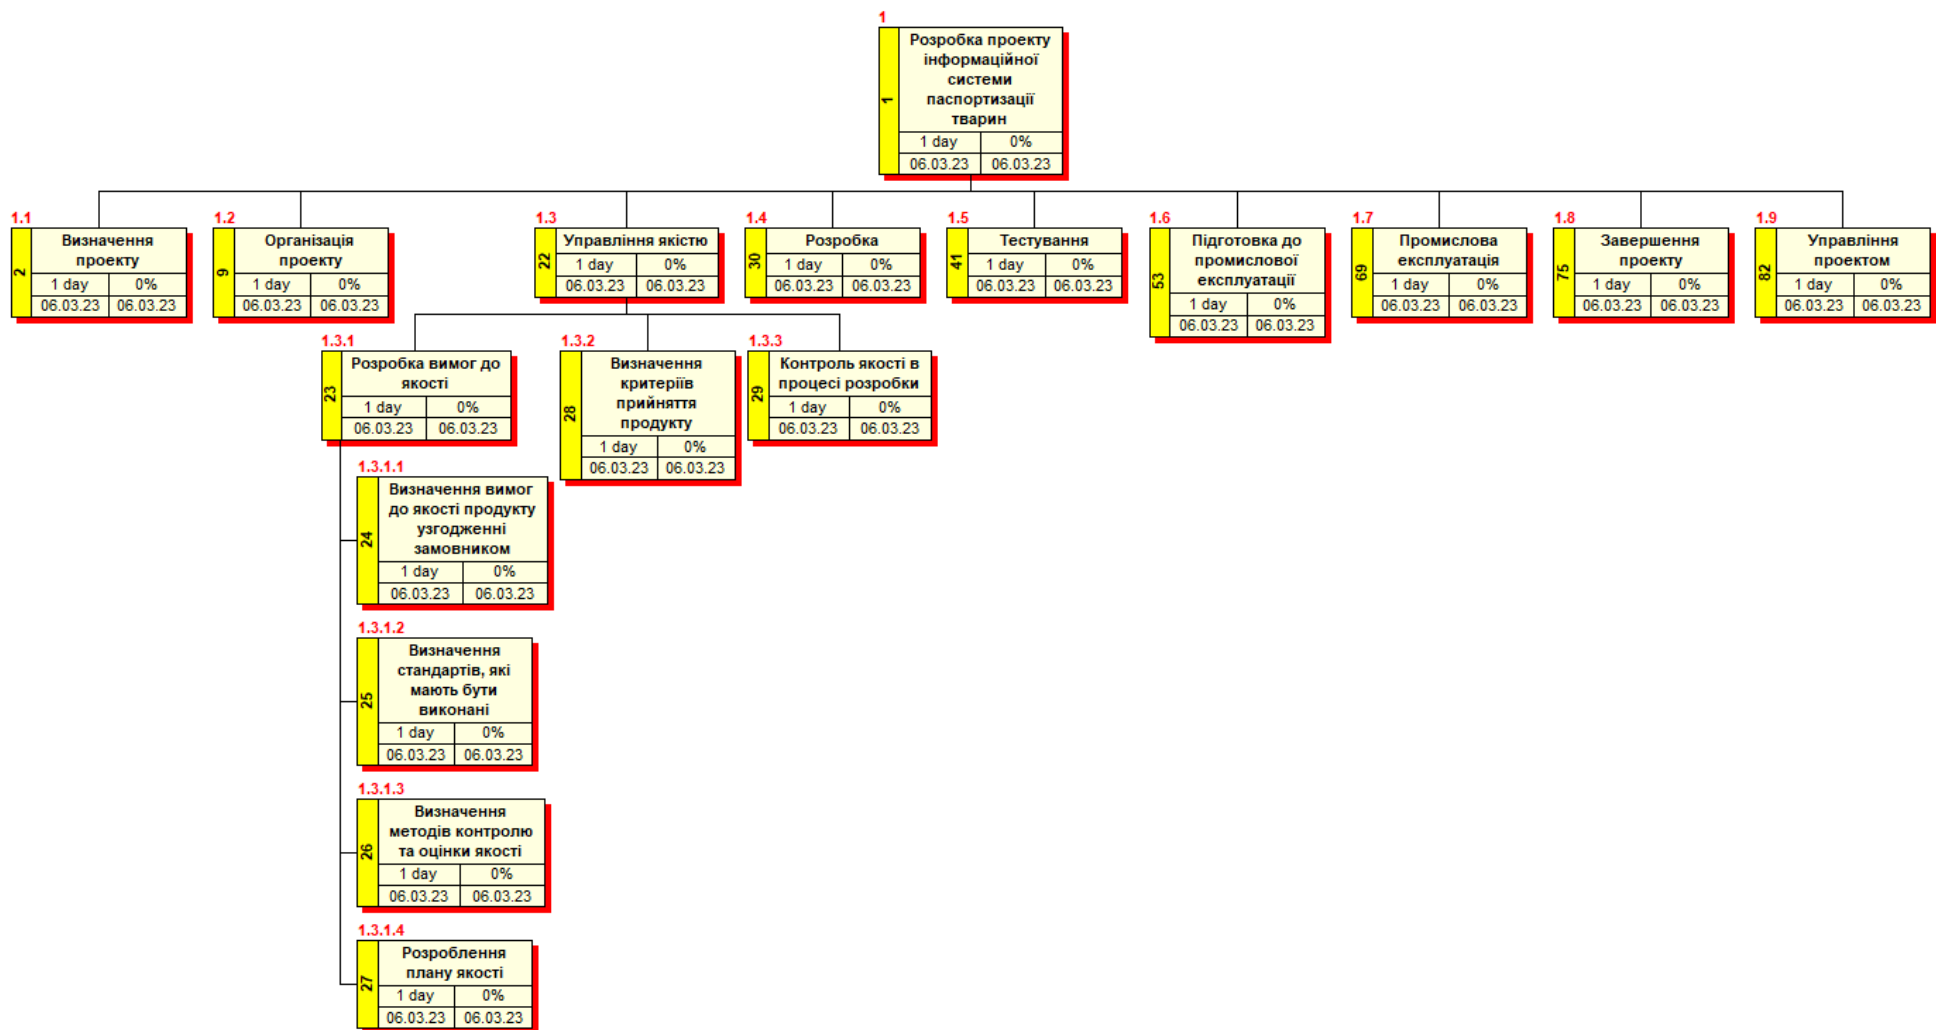 1
1
Розробка проекту
інформаційної
системи
паспортизації
тварин
1 day 0%
06.03.23 06.03.23
1.1
2
Визначення
проекту
1 day 0%
06.03.23 06.03.23
1.2
9
Організація
проекту
1 day 0%
06.03.23 06.03.23
1.3
22
Управління якістю
1 day 0%
06.03.23 06.03.23
1.4
30
Розробка
1 day 0%
06.03.23 06.03.23
1.5
41
Тестування
1 day 0%
06.03.23 06.03.23
1.6
53
Підготовка до
промислової
експлуатації
1 day 0%
06.03.23 06.03.23
1.7
69
Промислова
експлуатація
1 day 0%
06.03.23 06.03.23
1.8
75
Завершення
проекту
1 day 0%
06.03.23 06.03.23
1.9
82
Управління
проектом
1 day 0%
06.03.23 06.03.23
1.3.1
23
Розробка вимог до
якості
1 day 0%
06.03.23 06.03.23
1.3.2
28
Визначення
критеріїв
прийняття
продукту
1 day 0%
06.03.23 06.03.23
1.3.3
29
Контроль якості в
процесі розробки
1 day 0%
06.03.23 06.03.23
1.3.1.1
24
Визначення вимог
до якості продукту
узгодженні
замовником
1 day 0%
06.03.23 06.03.23
1.3.1.2
25
Визначення
стандартів, які
мають бути
виконані
1 day 0%
06.03.23 06.03.23
1.3.1.3
26
Визначення
методів контролю
та оцінки якості
1 day 0%
06.03.23 06.03.23
1.3.1.4
27
Розроблення
плану якості
1 day 0%
06.03.23 06.03.23